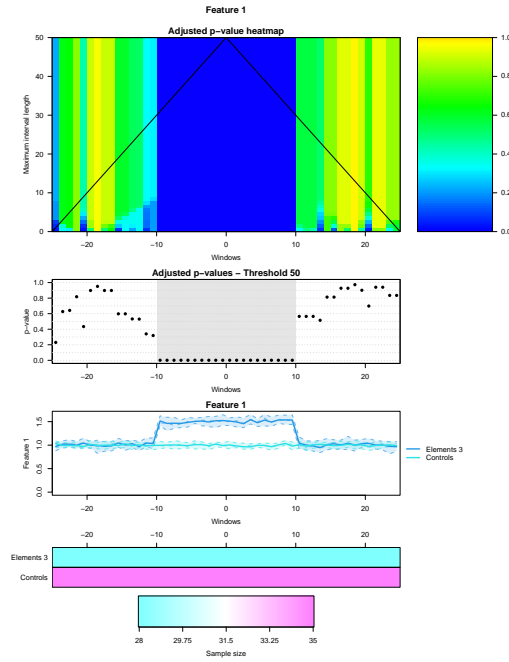 Feature 1
Adjusted p−value heatmap
Maximum interval length
50
40
30
20
10
0
−20 −10 0 10 20
Windows
1.0
0.8
0.6
0.4
0.2
0.0
Adjusted p−values − Threshold 50
p−value
1.0
0.8
0.6
0.4
0.2
0.0
−20 −10 0 10 20
Windows
Feature 1
Feature 1
1.5
1.0
0.5
0.0
Elements 3
Controls
−20 −10 0 10 20
Windows
−20 −10 0 10 20
Elements 3
Controls
28 29.75 31.5 33.25 35
Sample size